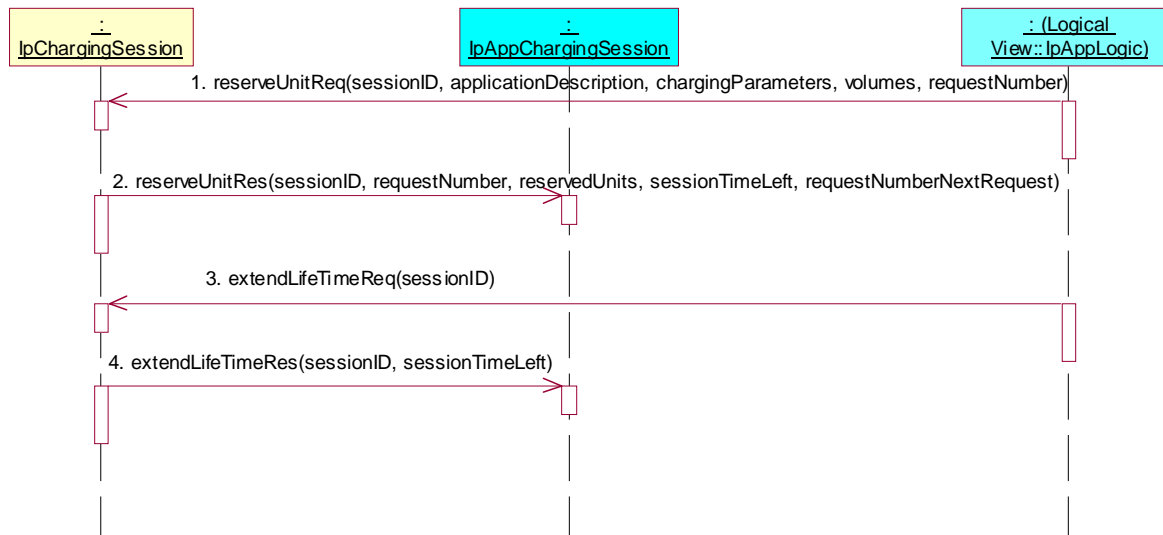 :
IpChargingSession
:
IpAppChargingSession
: (Logical
View::IpAppLogic)
1. reserveUnitReq(sessionID, applicationDescription, chargingParameters, volumes, requestNumber)
2. reserveUnitRes(sessionID, requestNumber, reservedUnits, sessionTimeLeft, requestNumberNextRequest)
3. extendLifeTimeReq(sessionID)
4. extendLifeTimeRes(sessionID, sessionTimeLeft)